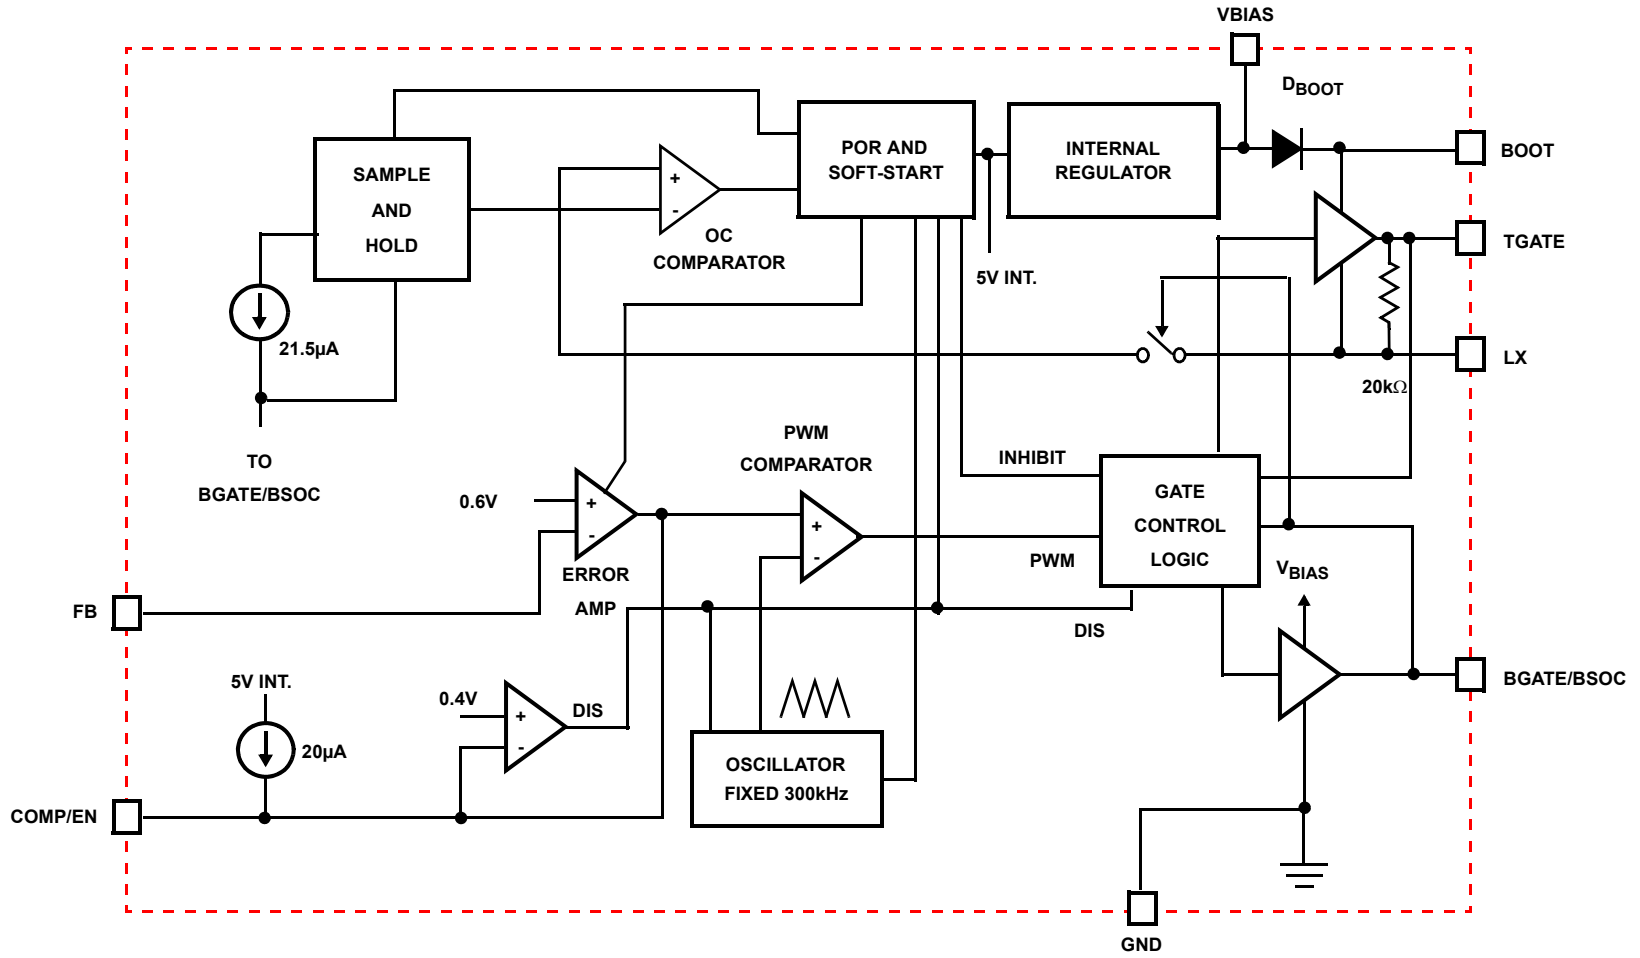 VBIAS
D_BOOT
SAMPLE
AND
HOLD
POR AND
SOFT-START
INTERNAL
REGULATOR
BOOT
+
-
OC
COMPARATOR
TGATE
5V INT.
21.5µA
LX
20kΩ
TO
BGATE/BSOC
PWM
COMPARATOR
INHIBIT
0.6V
+
-
ERROR
AMP
+
-
GATE
CONTROL
LOGIC
PWM
V_BIAS
FB
DIS
5V INT.
0.4V
+
-
DIS
BGATE/BSOC
20µA
OSCILLATOR
FIXED 300kHz
COMP/EN
GND